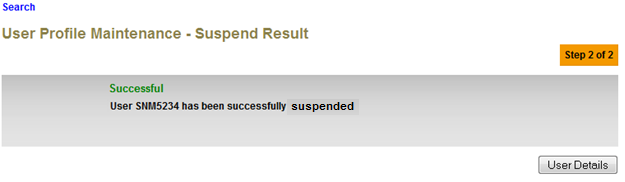 Search
User Profile Maintenance - Suspend Result
Step 2 of 2
Successful
User SNM5234 has been successfully suspended
User Details